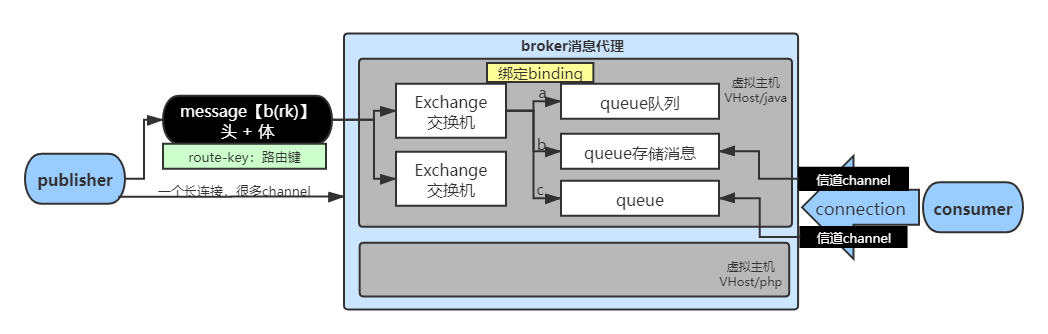 broker消息代理
绑定binding
虚拟主机
VHost/java
message【b(rk)】
头 + 体
route-key：路由键
publisher
一个长连接，很多channel
Exchange
交换机
Exchange
交换机
a
queue队列
b
queue存储消息
c
queue
信道channel
connection
consumer
信道channel
虚拟主机
VHost/php